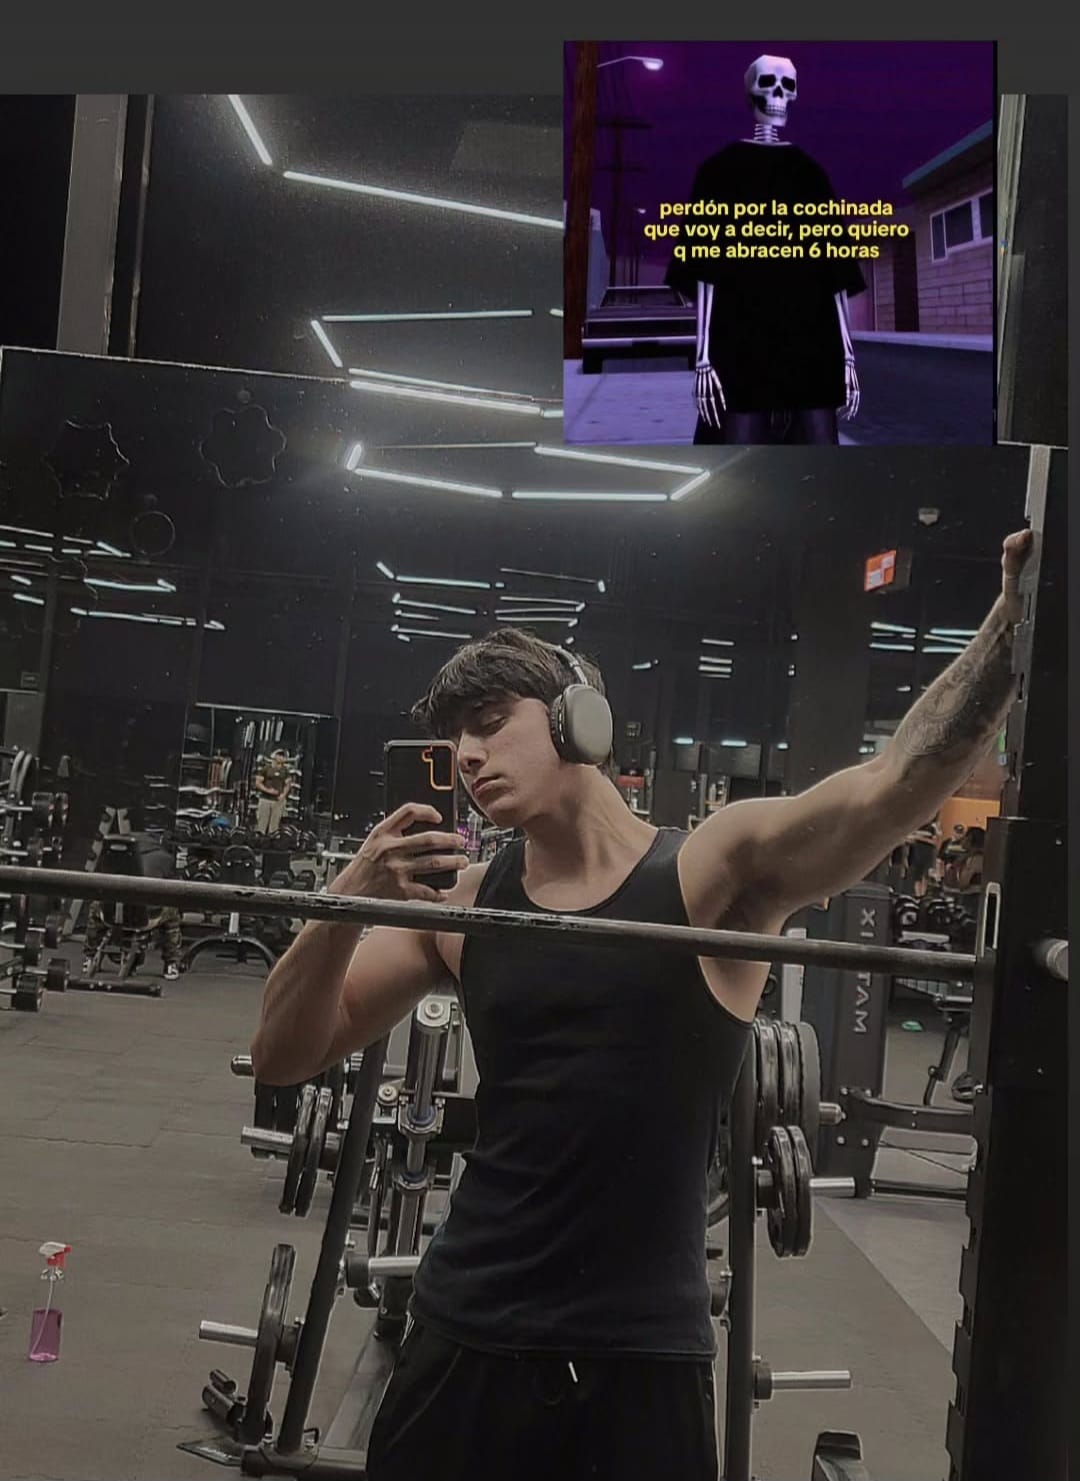 perdón por la cochinada
que voy a decir, pero quiero
q me abracen 6 horas